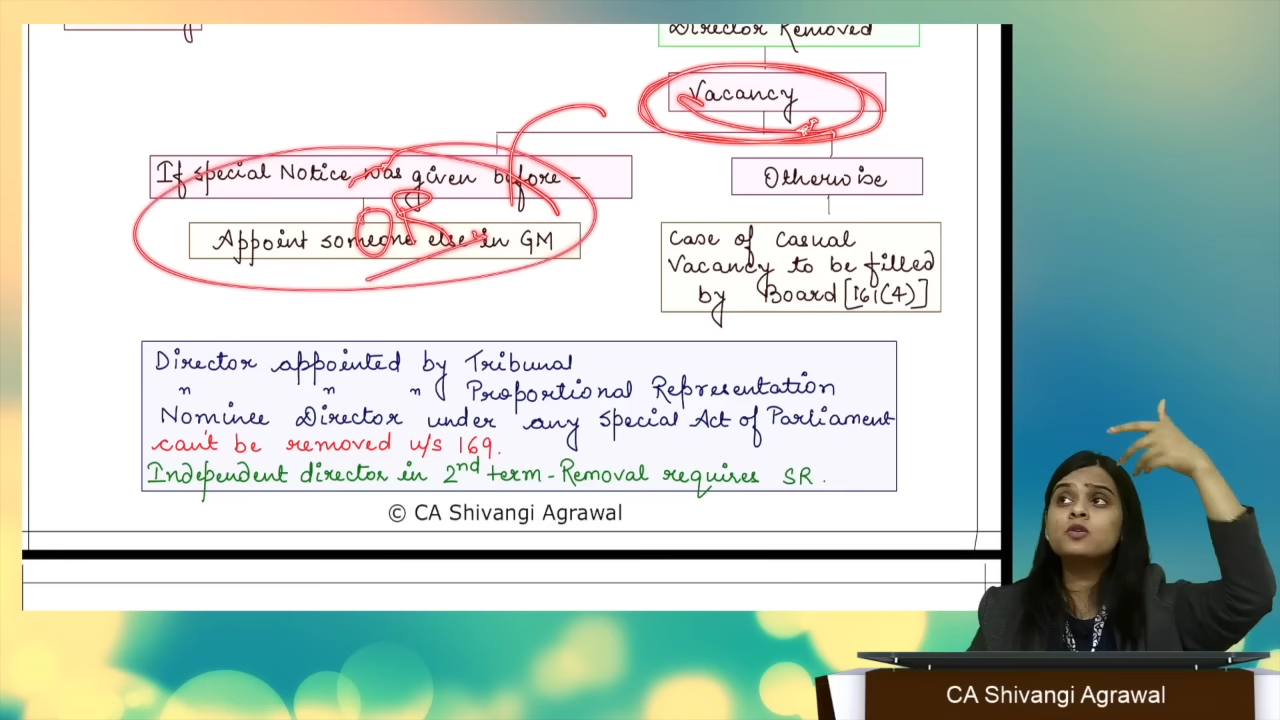 Director Removed
Vacancy
If special Notice was given before -
Otherwise
OR
Appoint someone else in GM
Case of Casual
Vacancy to be filled
by Board [161(4)]
Director appointed by Tribunal
" " " Proportional Representation
Nominee Director under any special Act of Parliament
can't be removed u/s 169.
Independent director in 2nd term - Removal requires SR.
© CA Shivangi Agrawal
CA Shivangi Agrawal